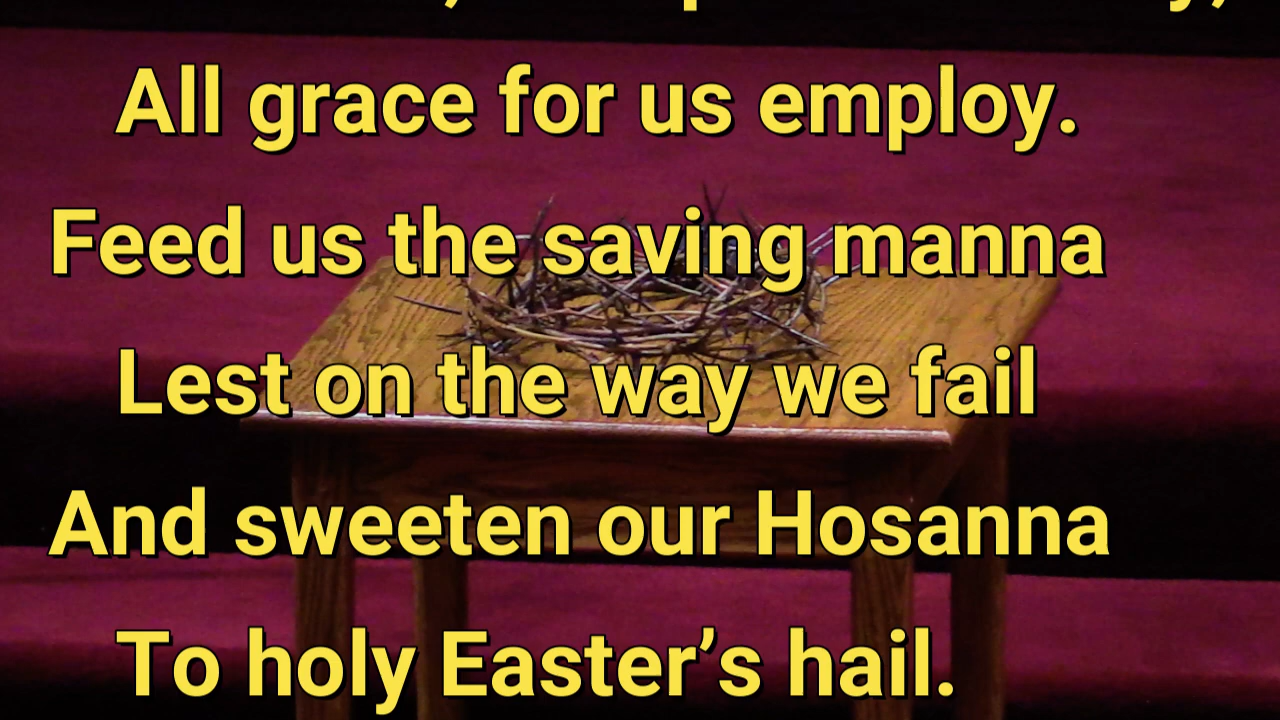 All grace for us employ.
Feed us the saving manna
Lest on the way we fail
And sweeten our Hosanna
To holy Easter’s hail.